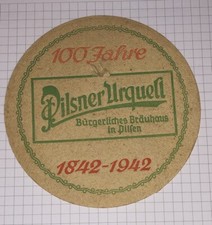 100 Jahre
Pilsner Urquell
Bürgerliches Bräuhaus
in Pilsen
1842-1942